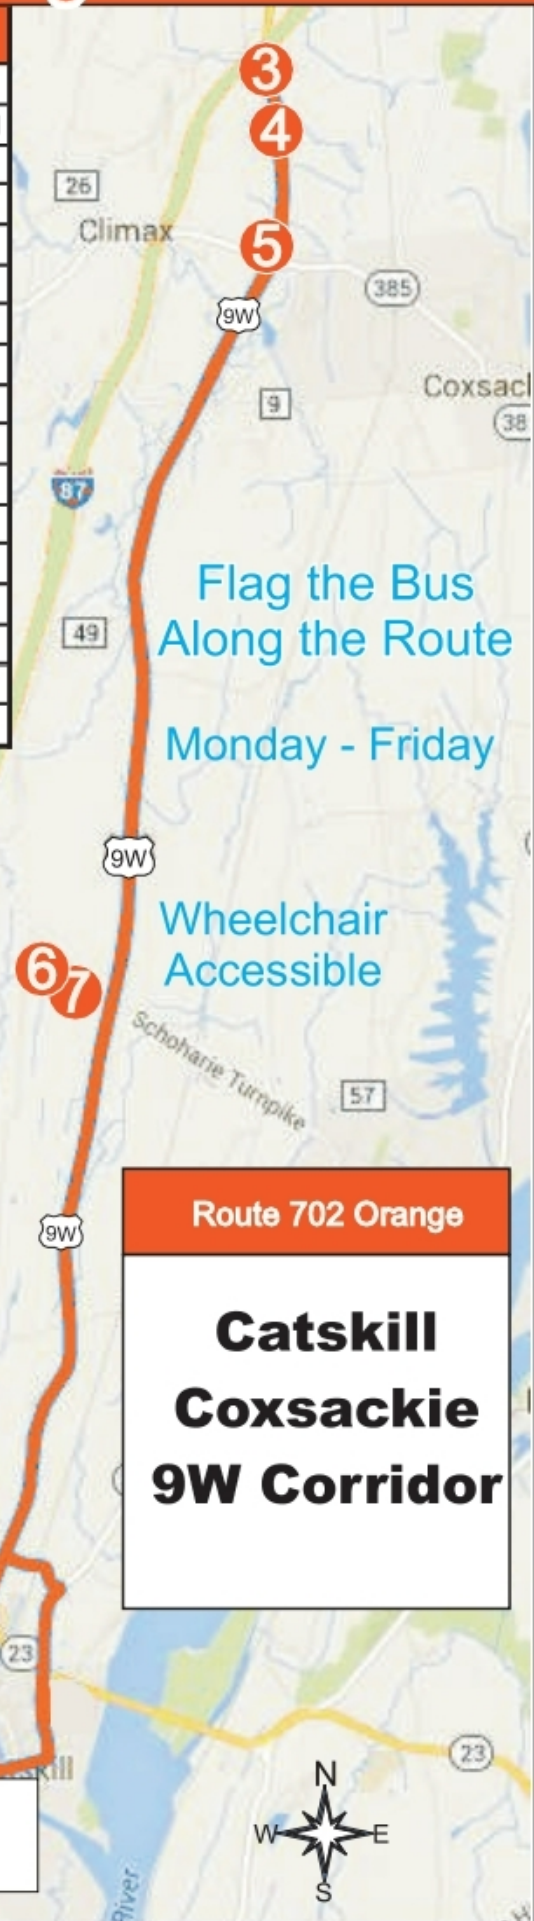 3
4
26
Climax
5
385
9W
9
Coxsac
38
87
Flag the Bus
Along the Route
49
Monday - Friday
9W
Wheelchair
Accessible
6
7
Schoharie Turnpike
57
9W
Route 702 Orange
Catskill
Coxsackie
9W Corridor
23
skill
23
N
W E
S
River